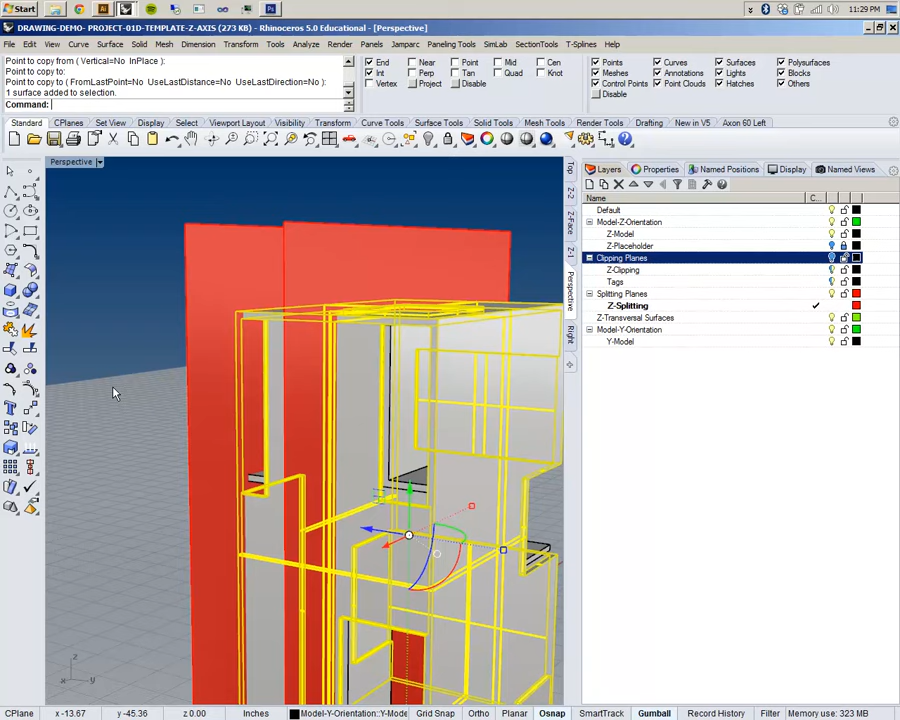 Start
11:29 PM
DRAWING-DEMO- PROJECT-01D-TEMPLATE-Z-AXIS (273 KB) - Rhinoceros 5.0 Educational - [Perspective]
File Edit View Curve Surface Solid Mesh Dimension Transform Tools Analyze Render Panels Jamparc Paneling Tools SimLab SectionTools T-Splines Help
Point to copy from ( Vertical=No InPlace ):
Point to copy to:
Point to copy to ( FromLastPoint=No UseLastDistance=No UseLastDirection=No ):
1 surface added to selection.
Command:
End Near Point Mid Cen
Int Perp Tan Quad Knot
Vertex Project Disable
Points Curves Surfaces Polysurfaces
Meshes Annotations Lights Blocks
Control Points Point Clouds Hatches Others
Disable
Standard CPlanes Set View Display Select Viewport Layout Visibility Transform Curve Tools Surface Tools Solid Tools Mesh Tools Render Tools Drafting New in V5 Axon 60 Left
Perspective
Top
Z-2
Z-Face
Z-1
Perspective
Right
Layers Properties Named Positions Display Named Views
Name C...
Default
Model-Z-Orientation
Z-Model
Z-Placeholder
Clipping Planes
Z-Clipping
Tags
Splitting Planes
Z-Splitting
Z-Transversal Surfaces
Model-Y-Orientation
Y-Model
z
x y
CPlane x -13.67 y -45.36 z 0.00 Inches Model-Y-Orientation::Y-Mode Grid Snap Ortho Planar Osnap SmartTrack Gumball Record History Filter Memory use: 323 MB